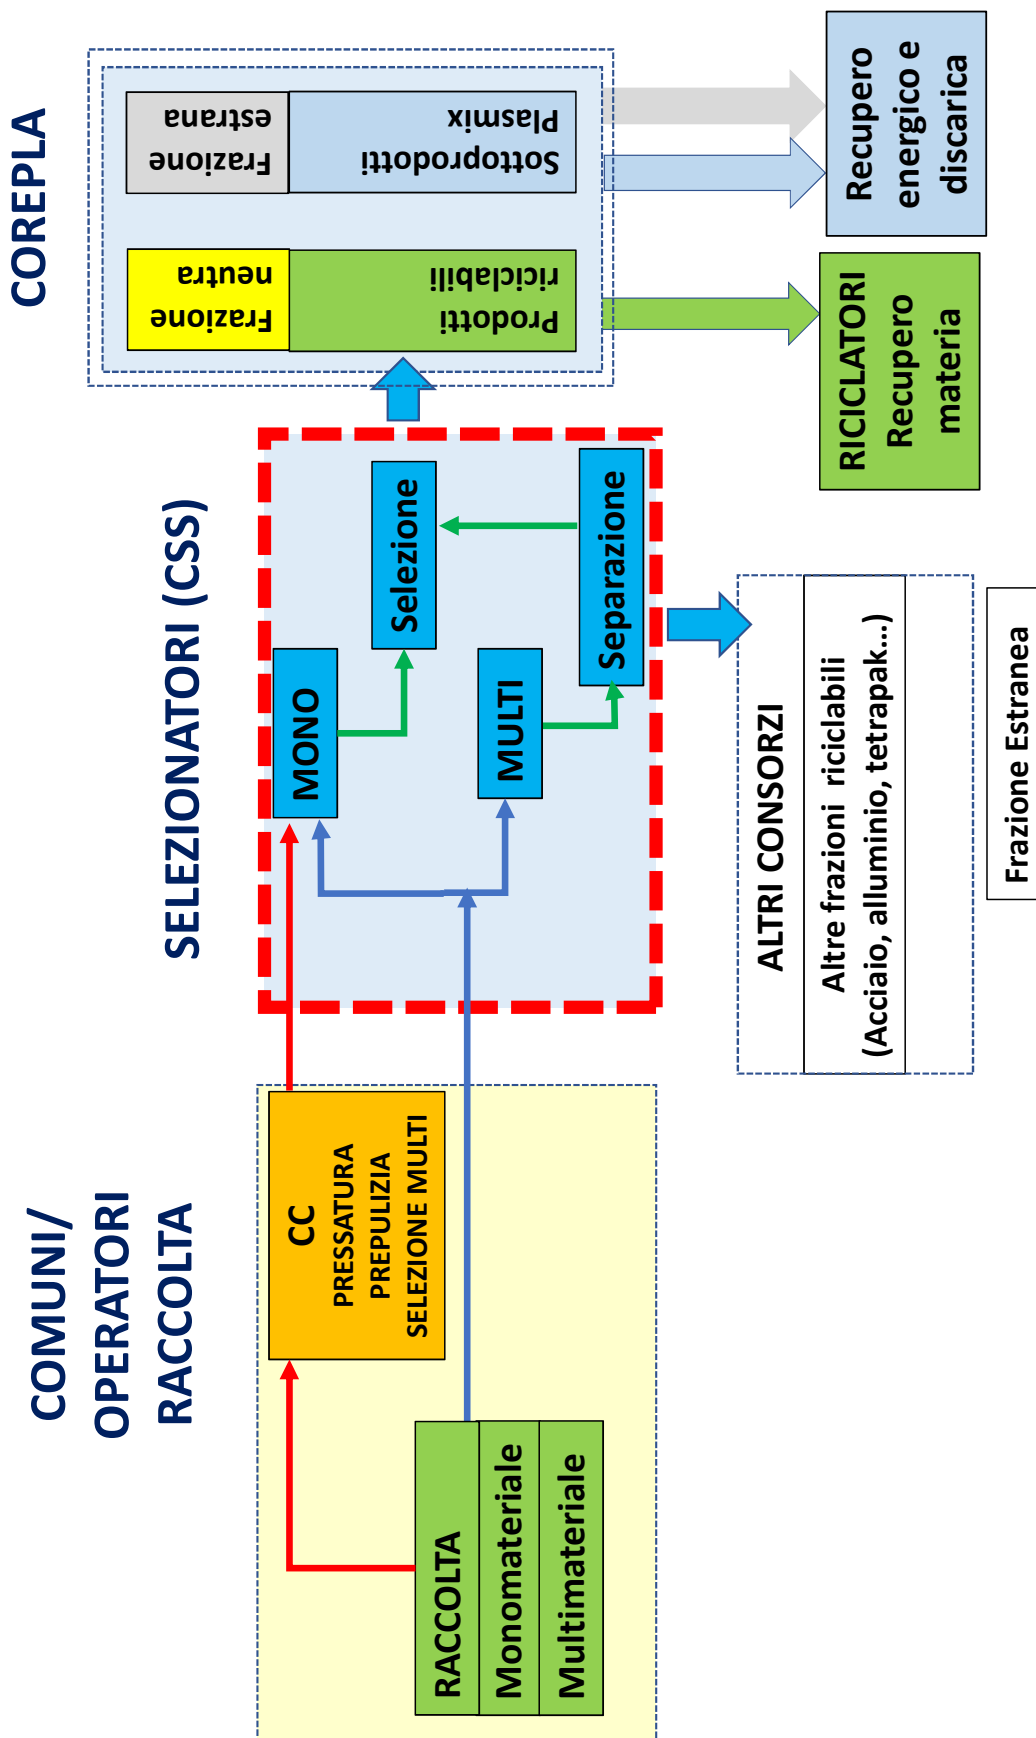 COMUNI/
OPERATORI
RACCOLTA
SELEZIONATORI (CSS)
COREPLA
RACCOLTA
Monomateriale
Multimateriale
CC
PRESSATURA
PREPULIZIA
SELEZIONE MULTI
MONO
MULTI
Selezione
Separazione
Frazione
neutra
Prodotti
riciclabili
Frazione
estrana
Sottoprodotti
Plasmix
ALTRI CONSORZI
Altre frazioni riciclabili
(Acciaio, alluminio, tetrapak…)
Frazione Estranea
RICICLATORI
Recupero
materia
Recupero
energico e
discarica